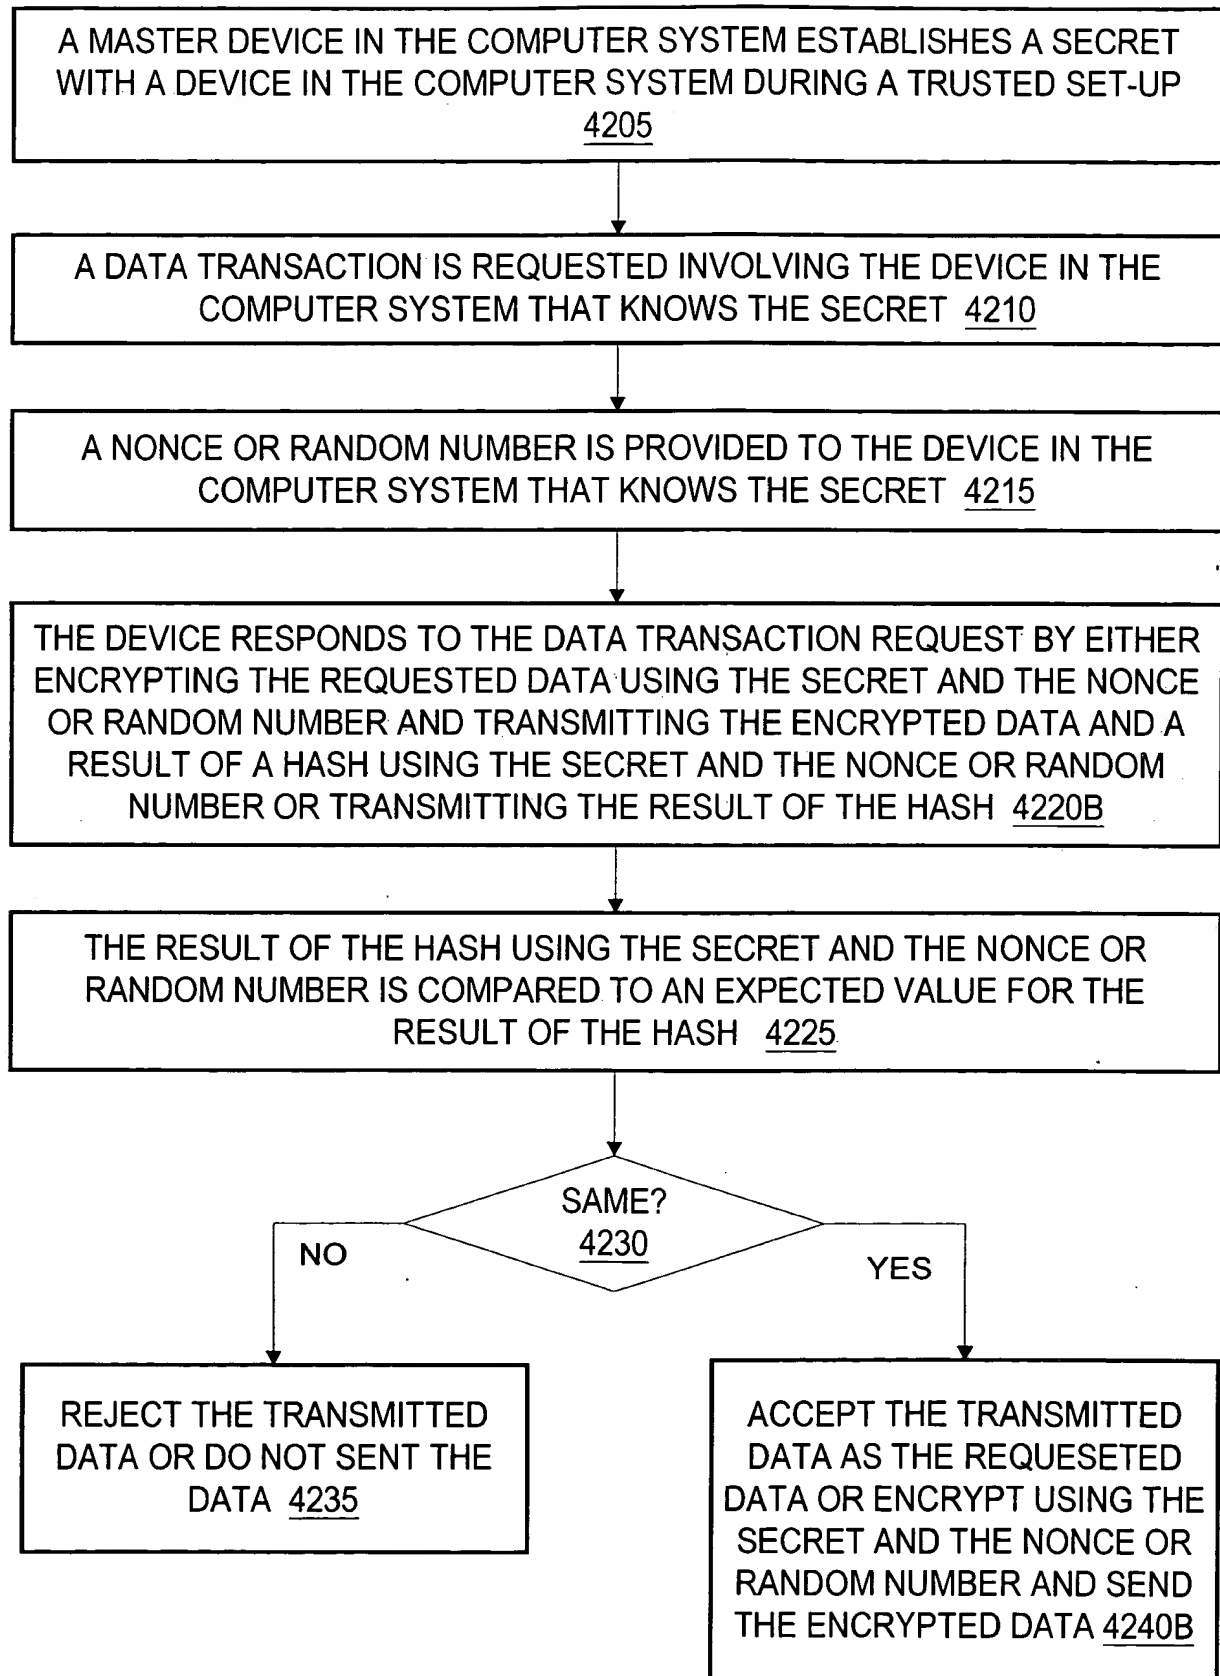 A MASTER DEVICE IN THE COMPUTER SYSTEM ESTABLISHES A SECRET
WITH A DEVICE IN THE COMPUTER SYSTEM DURING A TRUSTED SET-UP
4205
A DATA TRANSACTION IS REQUESTED INVOLVING THE DEVICE IN THE
COMPUTER SYSTEM THAT KNOWS THE SECRET 4210
A NONCE OR RANDOM NUMBER IS PROVIDED TO THE DEVICE IN THE
COMPUTER SYSTEM THAT KNOWS THE SECRET 4215
THE DEVICE RESPONDS TO THE DATA TRANSACTION REQUEST BY EITHER
ENCRYPTING THE REQUESTED DATA USING THE SECRET AND THE NONCE
OR RANDOM NUMBER AND TRANSMITTING THE ENCRYPTED DATA AND A
RESULT OF A HASH USING THE SECRET AND THE NONCE OR RANDOM
NUMBER OR TRANSMITTING THE RESULT OF THE HASH 4220B
THE RESULT OF THE HASH USING THE SECRET AND THE NONCE OR
RANDOM NUMBER IS COMPARED TO AN EXPECTED VALUE FOR THE
RESULT OF THE HASH 4225
SAME?
4230
NO
YES
REJECT THE TRANSMITTED
DATA OR DO NOT SENT THE
DATA 4235
ACCEPT THE TRANSMITTED
DATA AS THE REQUESETED
DATA OR ENCRYPT USING THE
SECRET AND THE NONCE OR
RANDOM NUMBER AND SEND
THE ENCRYPTED DATA 4240B